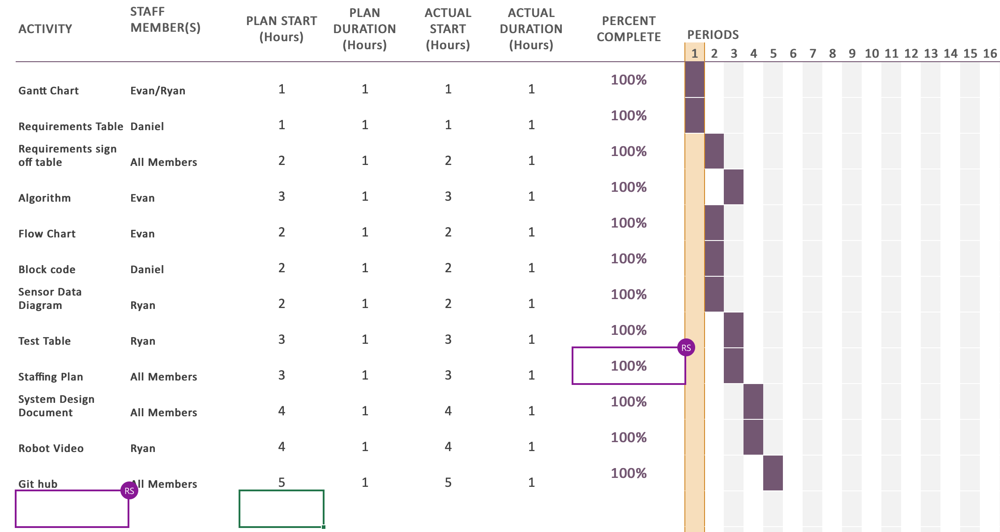 ACTIVITY
STAFF
MEMBER(S)
PLAN START
(Hours)
PLAN
DURATION
(Hours)
ACTUAL
START
(Hours)
ACTUAL
DURATION
(Hours)
PERCENT
COMPLETE
PERIODS
1 2 3 4 5 6 7 8 9 10 11 12 13 14 15 16
Gantt Chart Evan/Ryan 1 1 1 1 100%
Requirements Table Daniel 1 1 1 1 100%
Requirements sign
off table All Members 2 1 2 1 100%
Algorithm Evan 3 1 3 1 100%
Flow Chart Evan 2 1 2 1 100%
Block code Daniel 2 1 2 1 100%
Sensor Data
Diagram Ryan 2 1 2 1 100%
Test Table Ryan 3 1 3 1 100%
RS
Staffing Plan All Members 3 1 3 1 100%
System Design
Document All Members 4 1 4 1 100%
Robot Video Ryan 4 1 4 1 100%
Git hub All Members 5 1 5 1 100%
RS